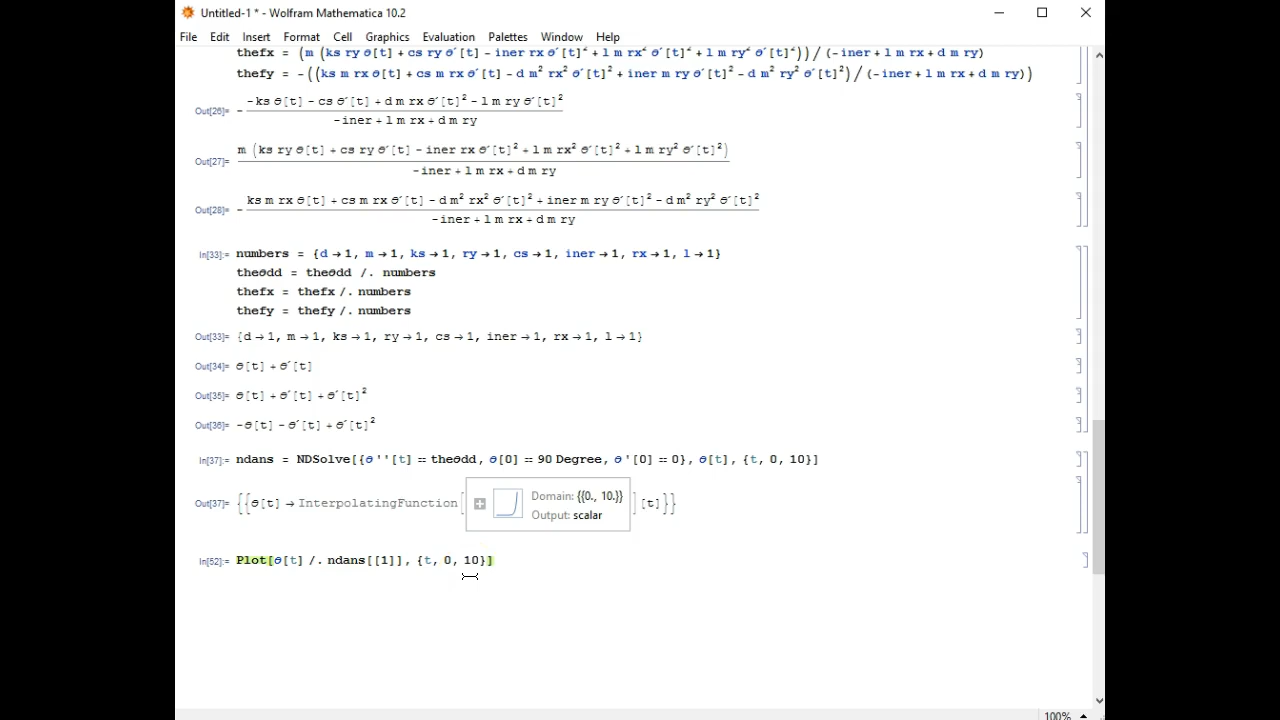 Untitled-1 * - Wolfram Mathematica 10.2
File Edit Insert Format Cell Graphics Evaluation Palettes Window Help
thefx = (m (ks ry θ[t] + cs ry θ′[t] - iner rx θ′[t]² + l m rx² θ′[t]² + l m ry² θ′[t]²)) / (-iner + l m rx + d m ry)
thefy = -((ks m rx θ[t] + cs m rx θ′[t] - d m² rx² θ′[t]² + iner m ry θ′[t]² - d m² ry² θ′[t]²) / (-iner + l m rx + d m ry))
-ks θ[t] - cs θ′[t] + d m rx θ′[t]² - l m ry θ′[t]²
Out[26]= -
-iner + l m rx + d m ry
m (ks ry θ[t] + cs ry θ′[t] - iner rx θ′[t]² + l m rx² θ′[t]² + l m ry² θ′[t]²)
Out[27]=
-iner + l m rx + d m ry
ks m rx θ[t] + cs m rx θ′[t] - d m² rx² θ′[t]² + iner m ry θ′[t]² - d m² ry² θ′[t]²
Out[28]= -
-iner + l m rx + d m ry
In[33]:= numbers = {d → 1, m → 1, ks → 1, ry → 1, cs → 1, iner → 1, rx → 1, l → 1}
theθdd = theθdd /. numbers
thefx = thefx /. numbers
thefy = thefy /. numbers
Out[33]= {d → 1, m → 1, ks → 1, ry → 1, cs → 1, iner → 1, rx → 1, l → 1}
Out[34]= θ[t] + θ′[t]
Out[35]= θ[t] + θ′[t] + θ′[t]²
Out[36]= -θ[t] - θ′[t] + θ′[t]²
In[37]:= ndans = NDSolve[{θ''[t] == theθdd, θ[0] == 90 Degree, θ'[0] == 0}, θ[t], {t, 0, 10}]
Out[37]= {{θ[t] → InterpolatingFunction[ Domain: {{0., 10.}} Output: scalar ] [t]}}
In[52]:= Plot[θ[t] /. ndans[[1]], {t, 0, 10}]
100%